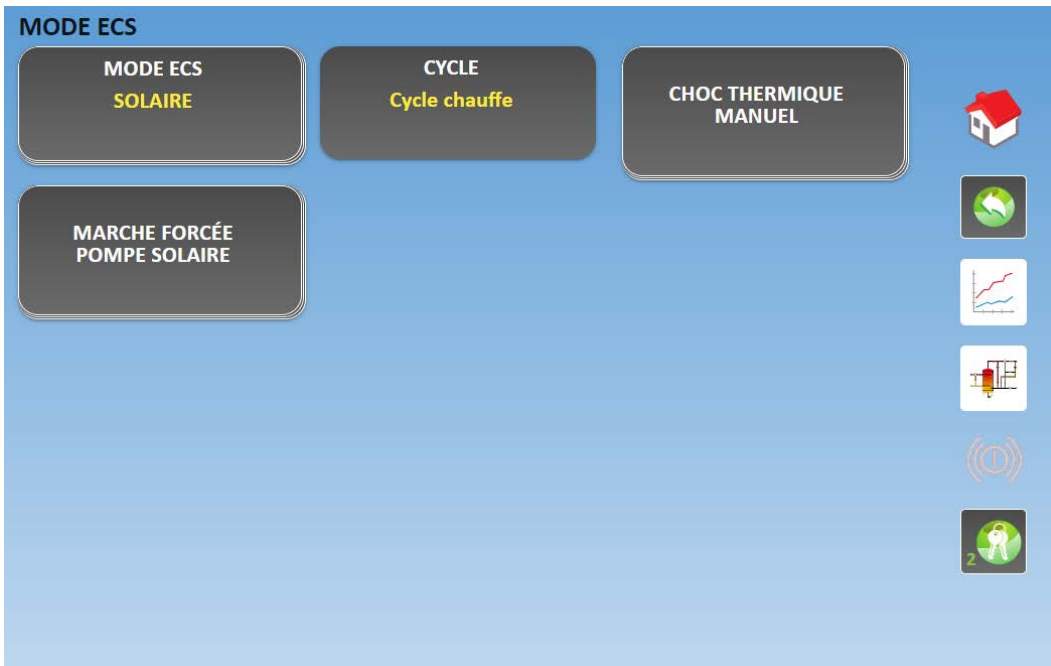 MODE ECS
MODE ECS
SOLAIRE
CYCLE
Cycle chauffe
CHOC THERMIQUE
MANUEL
MARCHE FORCÉE
POMPE SOLAIRE
2